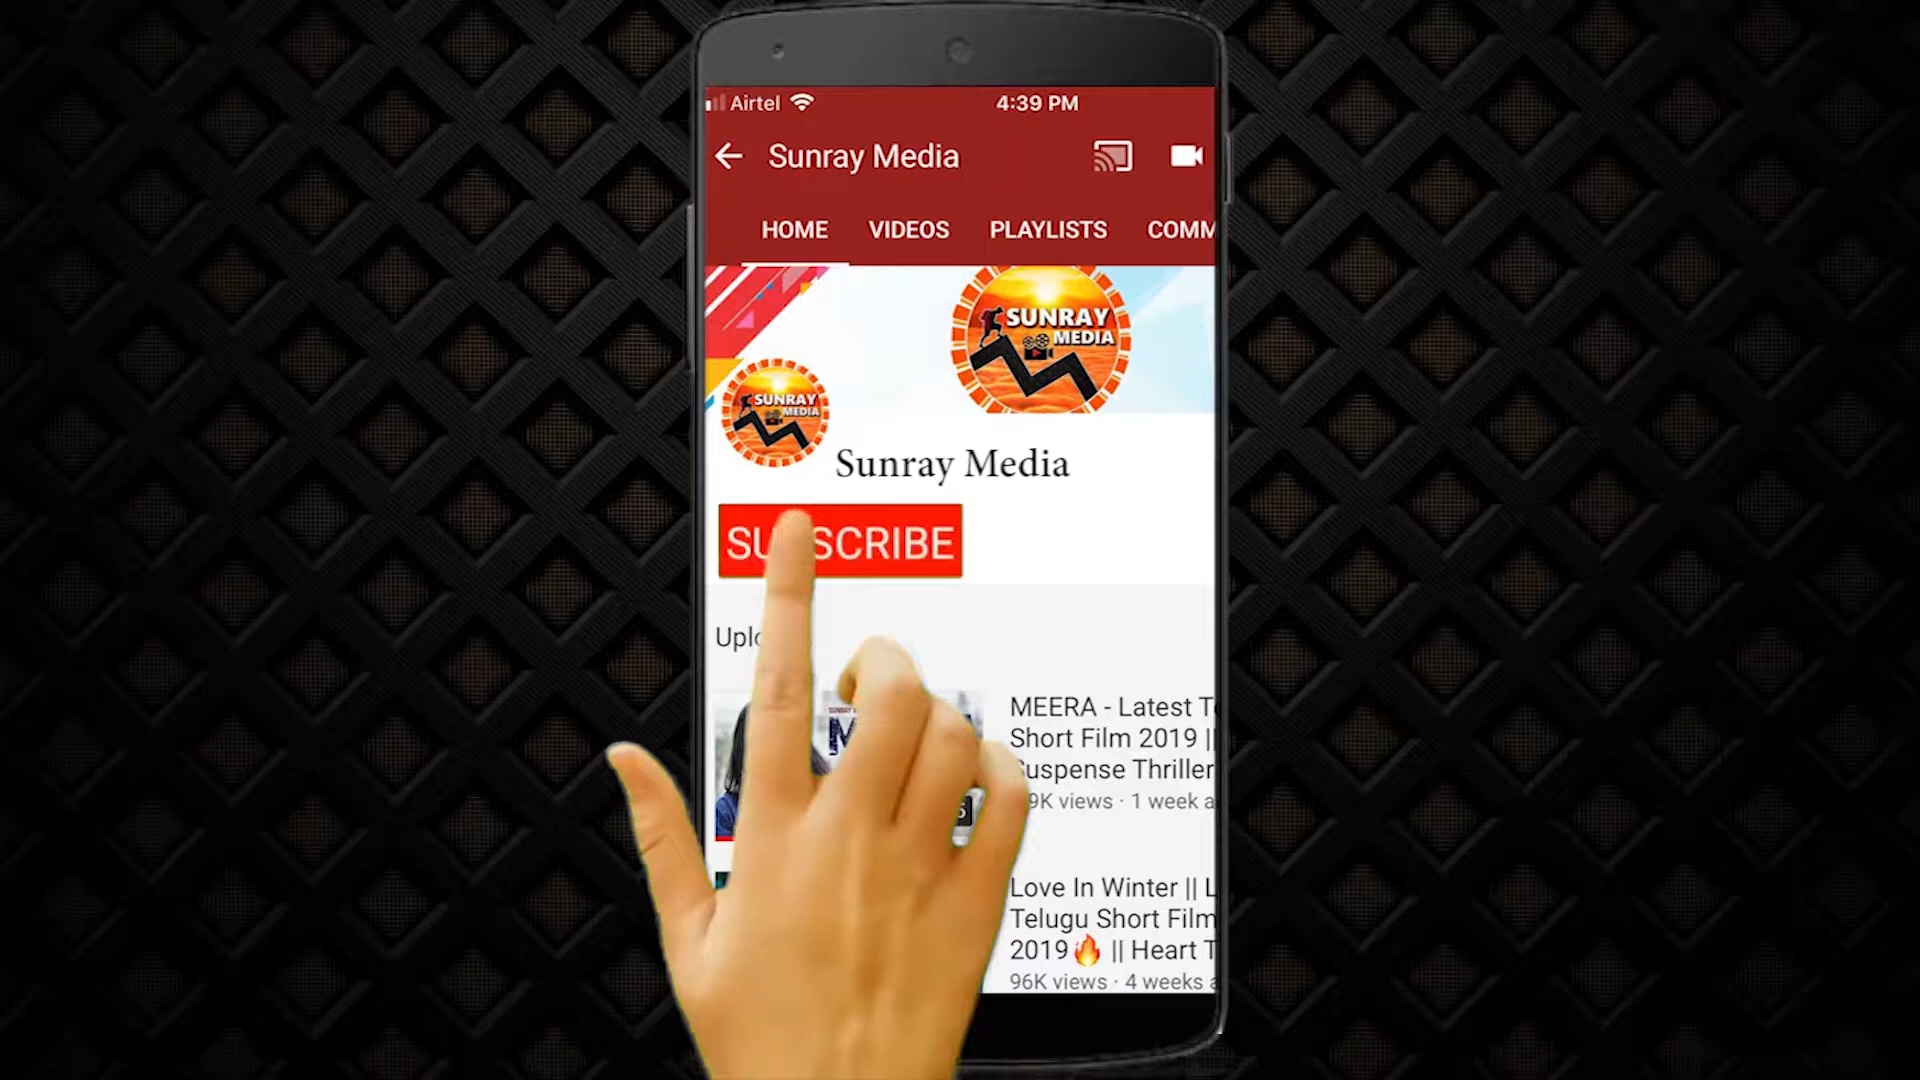 Airtel
4:39 PM
Sunray Media
HOME VIDEOS PLAYLISTS COMM
SUNRAY
MEDIA
SUNRAY
MEDIA
Sunray Media
SU SCRIBE
Uplo
MEERA - Latest T
Short Film 2019 ||
Suspense Thriller
9K views · 1 week a
Love In Winter || L
Telugu Short Film
2019🔥 || Heart T
96K views · 4 weeks a